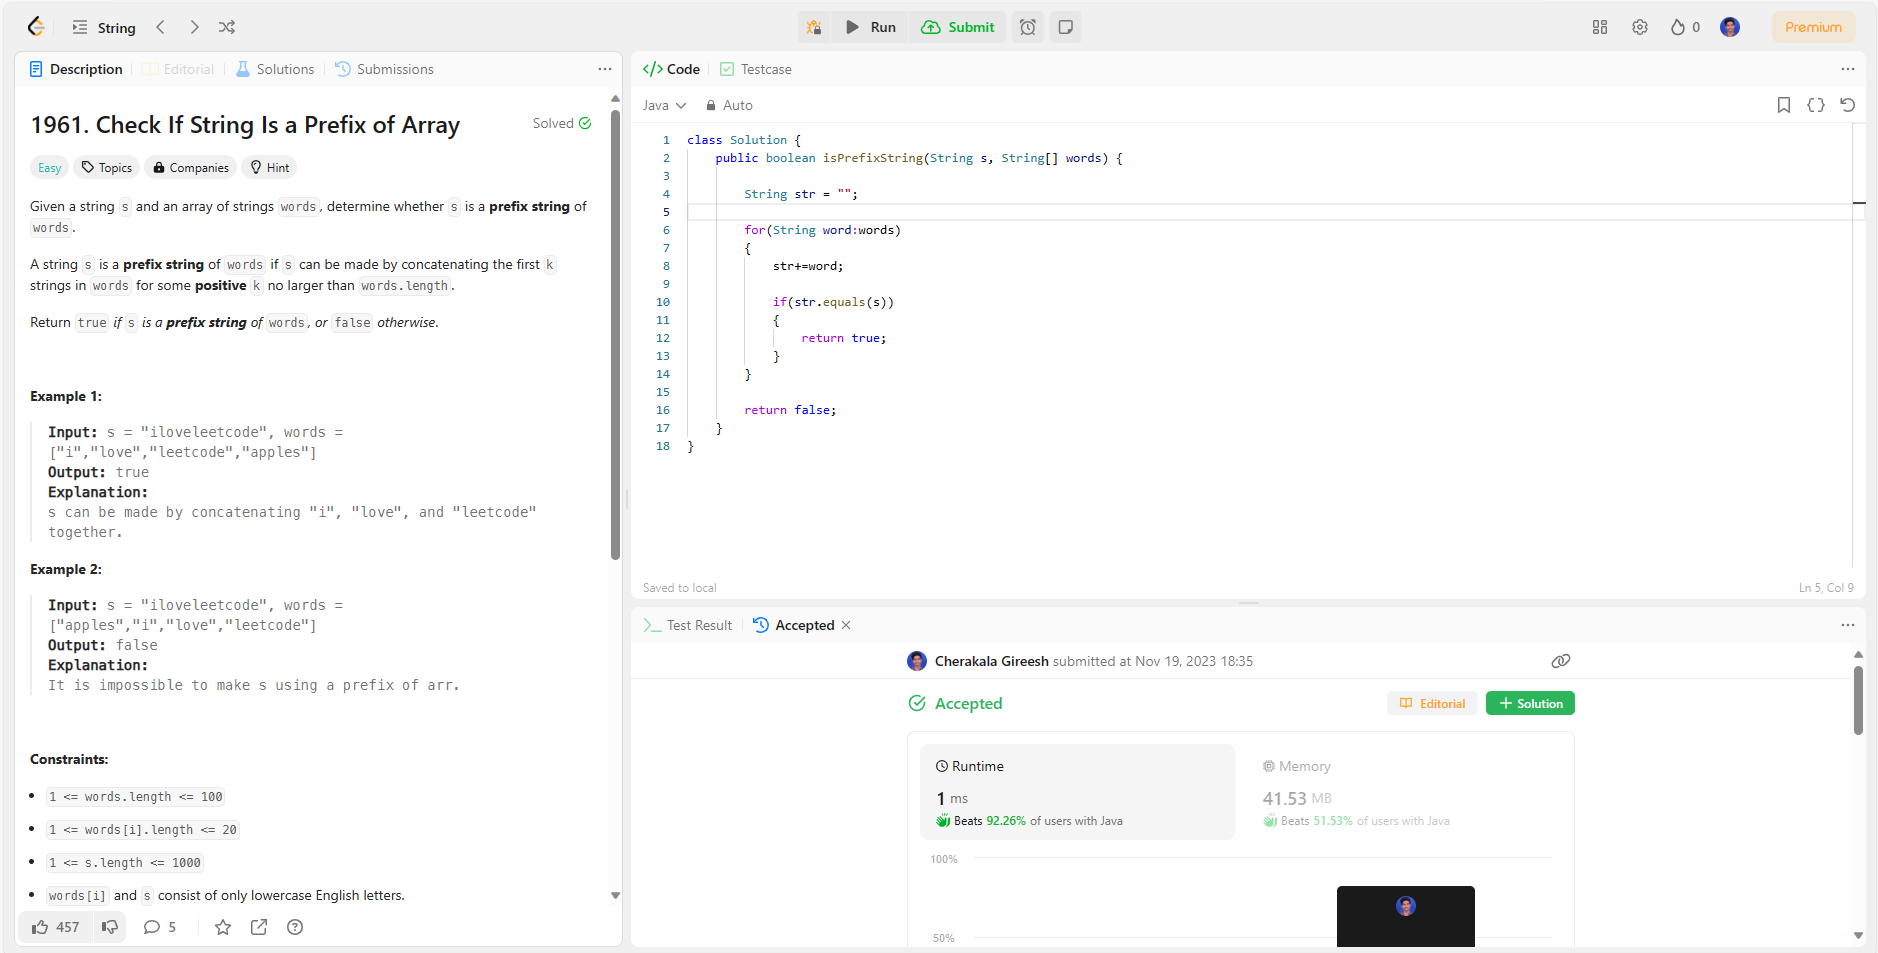 String
Run
Submit
0
Premium
Description
Editorial
Solutions
Submissions
1961. Check If String Is a Prefix of Array
Solved
Easy
Topics
Companies
Hint
Given a string s and an array of strings words, determine whether s is a prefix string of
words.
A string s is a prefix string of words if s can be made by concatenating the first k
strings in words for some positive k no larger than words.length.
Return true if s is a prefix string of words, or false otherwise.
Example 1:
Input: s = "iloveleetcode", words =
["i","love","leetcode","apples"]
Output: true
Explanation:
s can be made by concatenating "i", "love", and "leetcode"
together.
Example 2:
Input: s = "iloveleetcode", words =
["apples","i","love","leetcode"]
Output: false
Explanation:
It is impossible to make s using a prefix of arr.
Constraints:
1 <= words.length <= 100
1 <= words[i].length <= 20
1 <= s.length <= 1000
words[i] and s consist of only lowercase English letters.
457
5
</> Code
Testcase
Java
Auto
1 class Solution {
2 public boolean isPrefixString(String s, String[] words) {
3
4 String str = "";
5
6 for(String word:words)
7 {
8 str+=word;
9
10 if(str.equals(s))
11 {
12 return true;
13 }
14 }
15
16 return false;
17 }
18 }
Saved to local
Ln 5, Col 9
Test Result
Accepted
Cherakala Gireesh submitted at Nov 19, 2023 18:35
Accepted
Editorial
Solution
Runtime
1 ms
Beats 92.26% of users with Java
Memory
41.53 MB
Beats 51.53% of users with Java
100%
50%